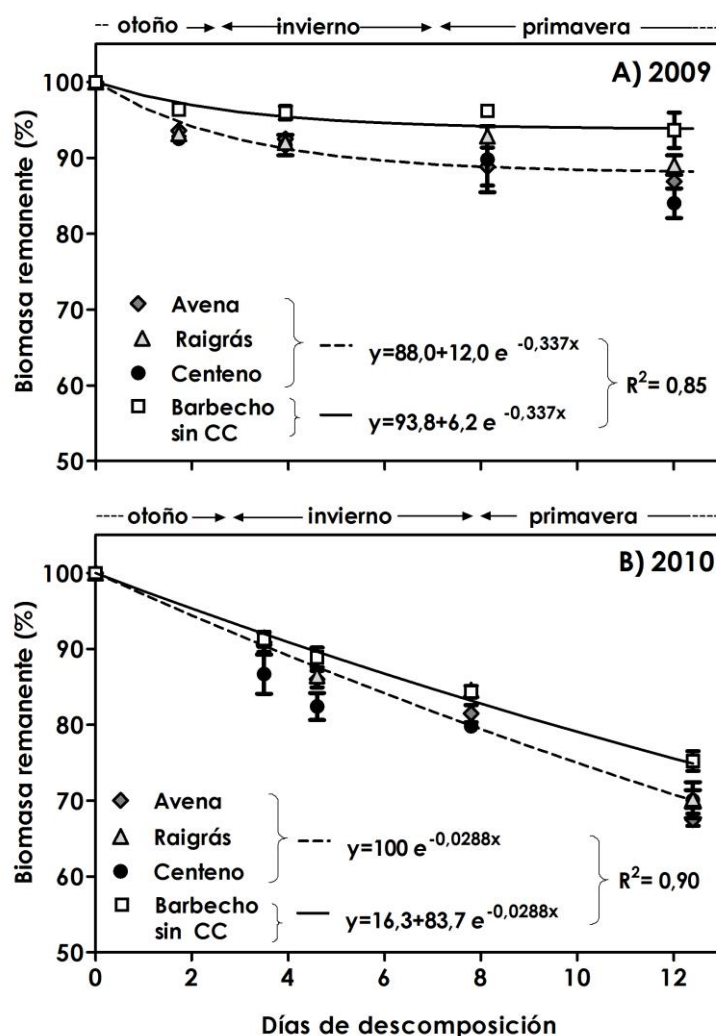 otoño invierno primavera
A) 2009
Biomasa remanente (%)
100
90
80
70
60
50
Avena
Raigrás
Centeno
Barbecho
sin CC
y=88,0+12,0 e -0,337x
y=93,8+6,2 e -0,337x
R2= 0,85
otoño invierno primavera
B) 2010
Biomasa remanente (%)
100
90
80
70
60
50
Avena
Raigrás
Centeno
Barbecho
sin CC
y=100 e-0,0288x
y=16,3+83,7 e-0,0288x
R2= 0,90
0 2 4 6 8 10 12
Días de descomposición